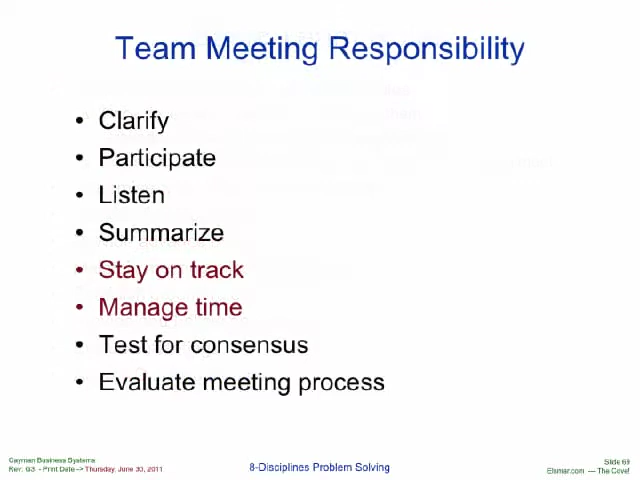 Team Meeting Responsibility
• Clarify
• Participate
• Listen
• Summarize
• Stay on track
• Manage time
• Test for consensus
• Evaluate meeting process
Cayman Business Systems
Rev: G3 - Print Date -> Thursday, June 30, 2011
8-Disciplines Problem Solving
Slide 69
Elsmar.com — The Cove!